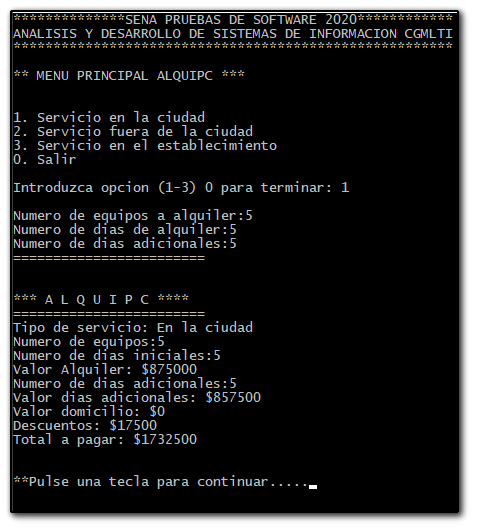 **************SENA PRUEBAS DE SOFTWARE 2020************
ANALISIS Y DESARROLLO DE SISTEMAS DE INFORMACION CGMLTI
*******************************************************
** MENU PRINCIPAL ALQUIPC ***
1. Servicio en la ciudad
2. Servicio fuera de la ciudad
3. Servicio en el establecimiento
0. Salir
Introduzca opcion (1-3) 0 para terminar: 1
Numero de equipos a alquiler:5
Numero de dias de alquiler:5
Numero de dias adicionales:5
========================
*** A L Q U I P C ****
========================
Tipo de servicio: En la ciudad
Numero de equipos:5
Numero de dias iniciales:5
Valor Alquiler: $875000
Numero de dias adicionales:5
Valor dias adicionales: $857500
Valor domicilio: $0
Descuentos: $17500
Total a pagar: $1732500
**Pulse una tecla para continuar....._